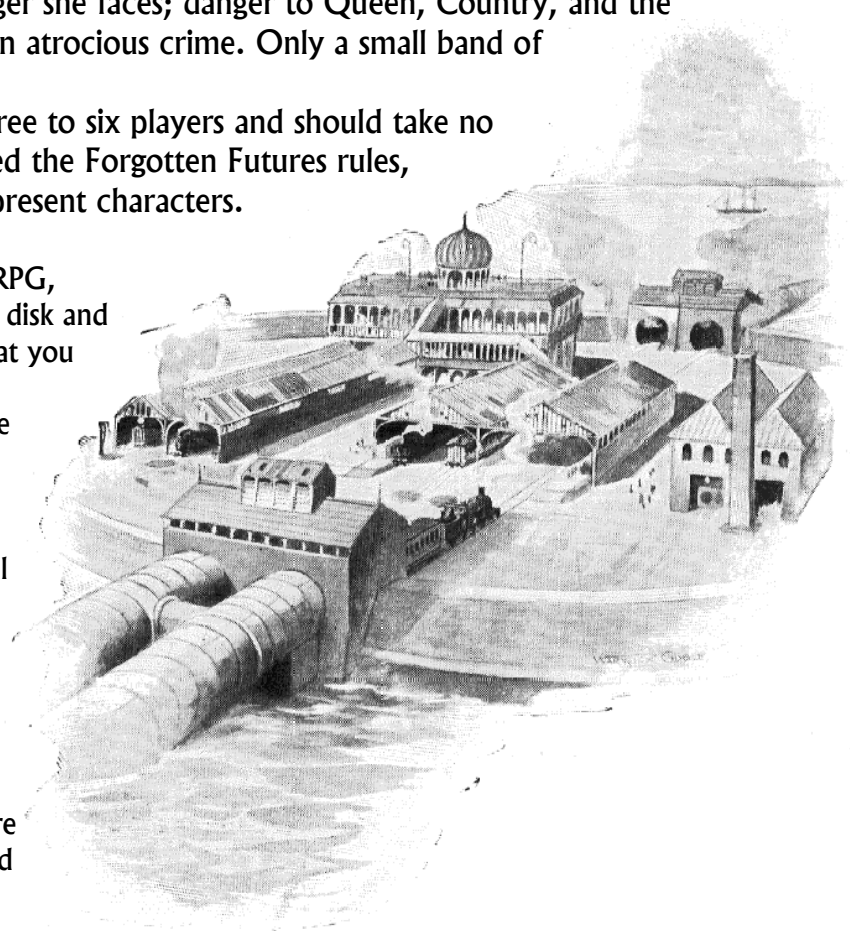 ger she faces; danger to Queen, Country, and the
n atrocious crime. Only a small band of
ree to six players and should take no
ed the Forgotten Futures rules,
present characters.
RPG,
disk and
at you
e
l
re
d